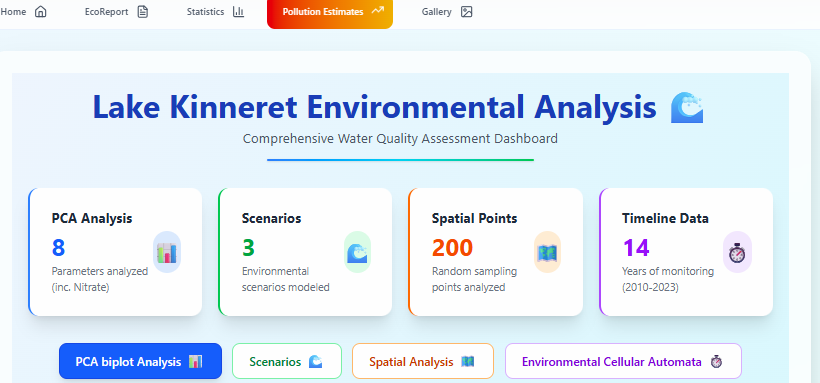 Home EcoReport Statistics Pollution Estimates Gallery
Lake Kinneret Environmental Analysis
Comprehensive Water Quality Assessment Dashboard
PCA Analysis
8
Parameters analyzed
(inc. Nitrate)
Scenarios
3
Environmental
scenarios modeled
Spatial Points
200
Random sampling
points analyzed
Timeline Data
14
Years of monitoring
(2010-2023)
PCA biplot Analysis Scenarios Spatial Analysis Environmental Cellular Automata